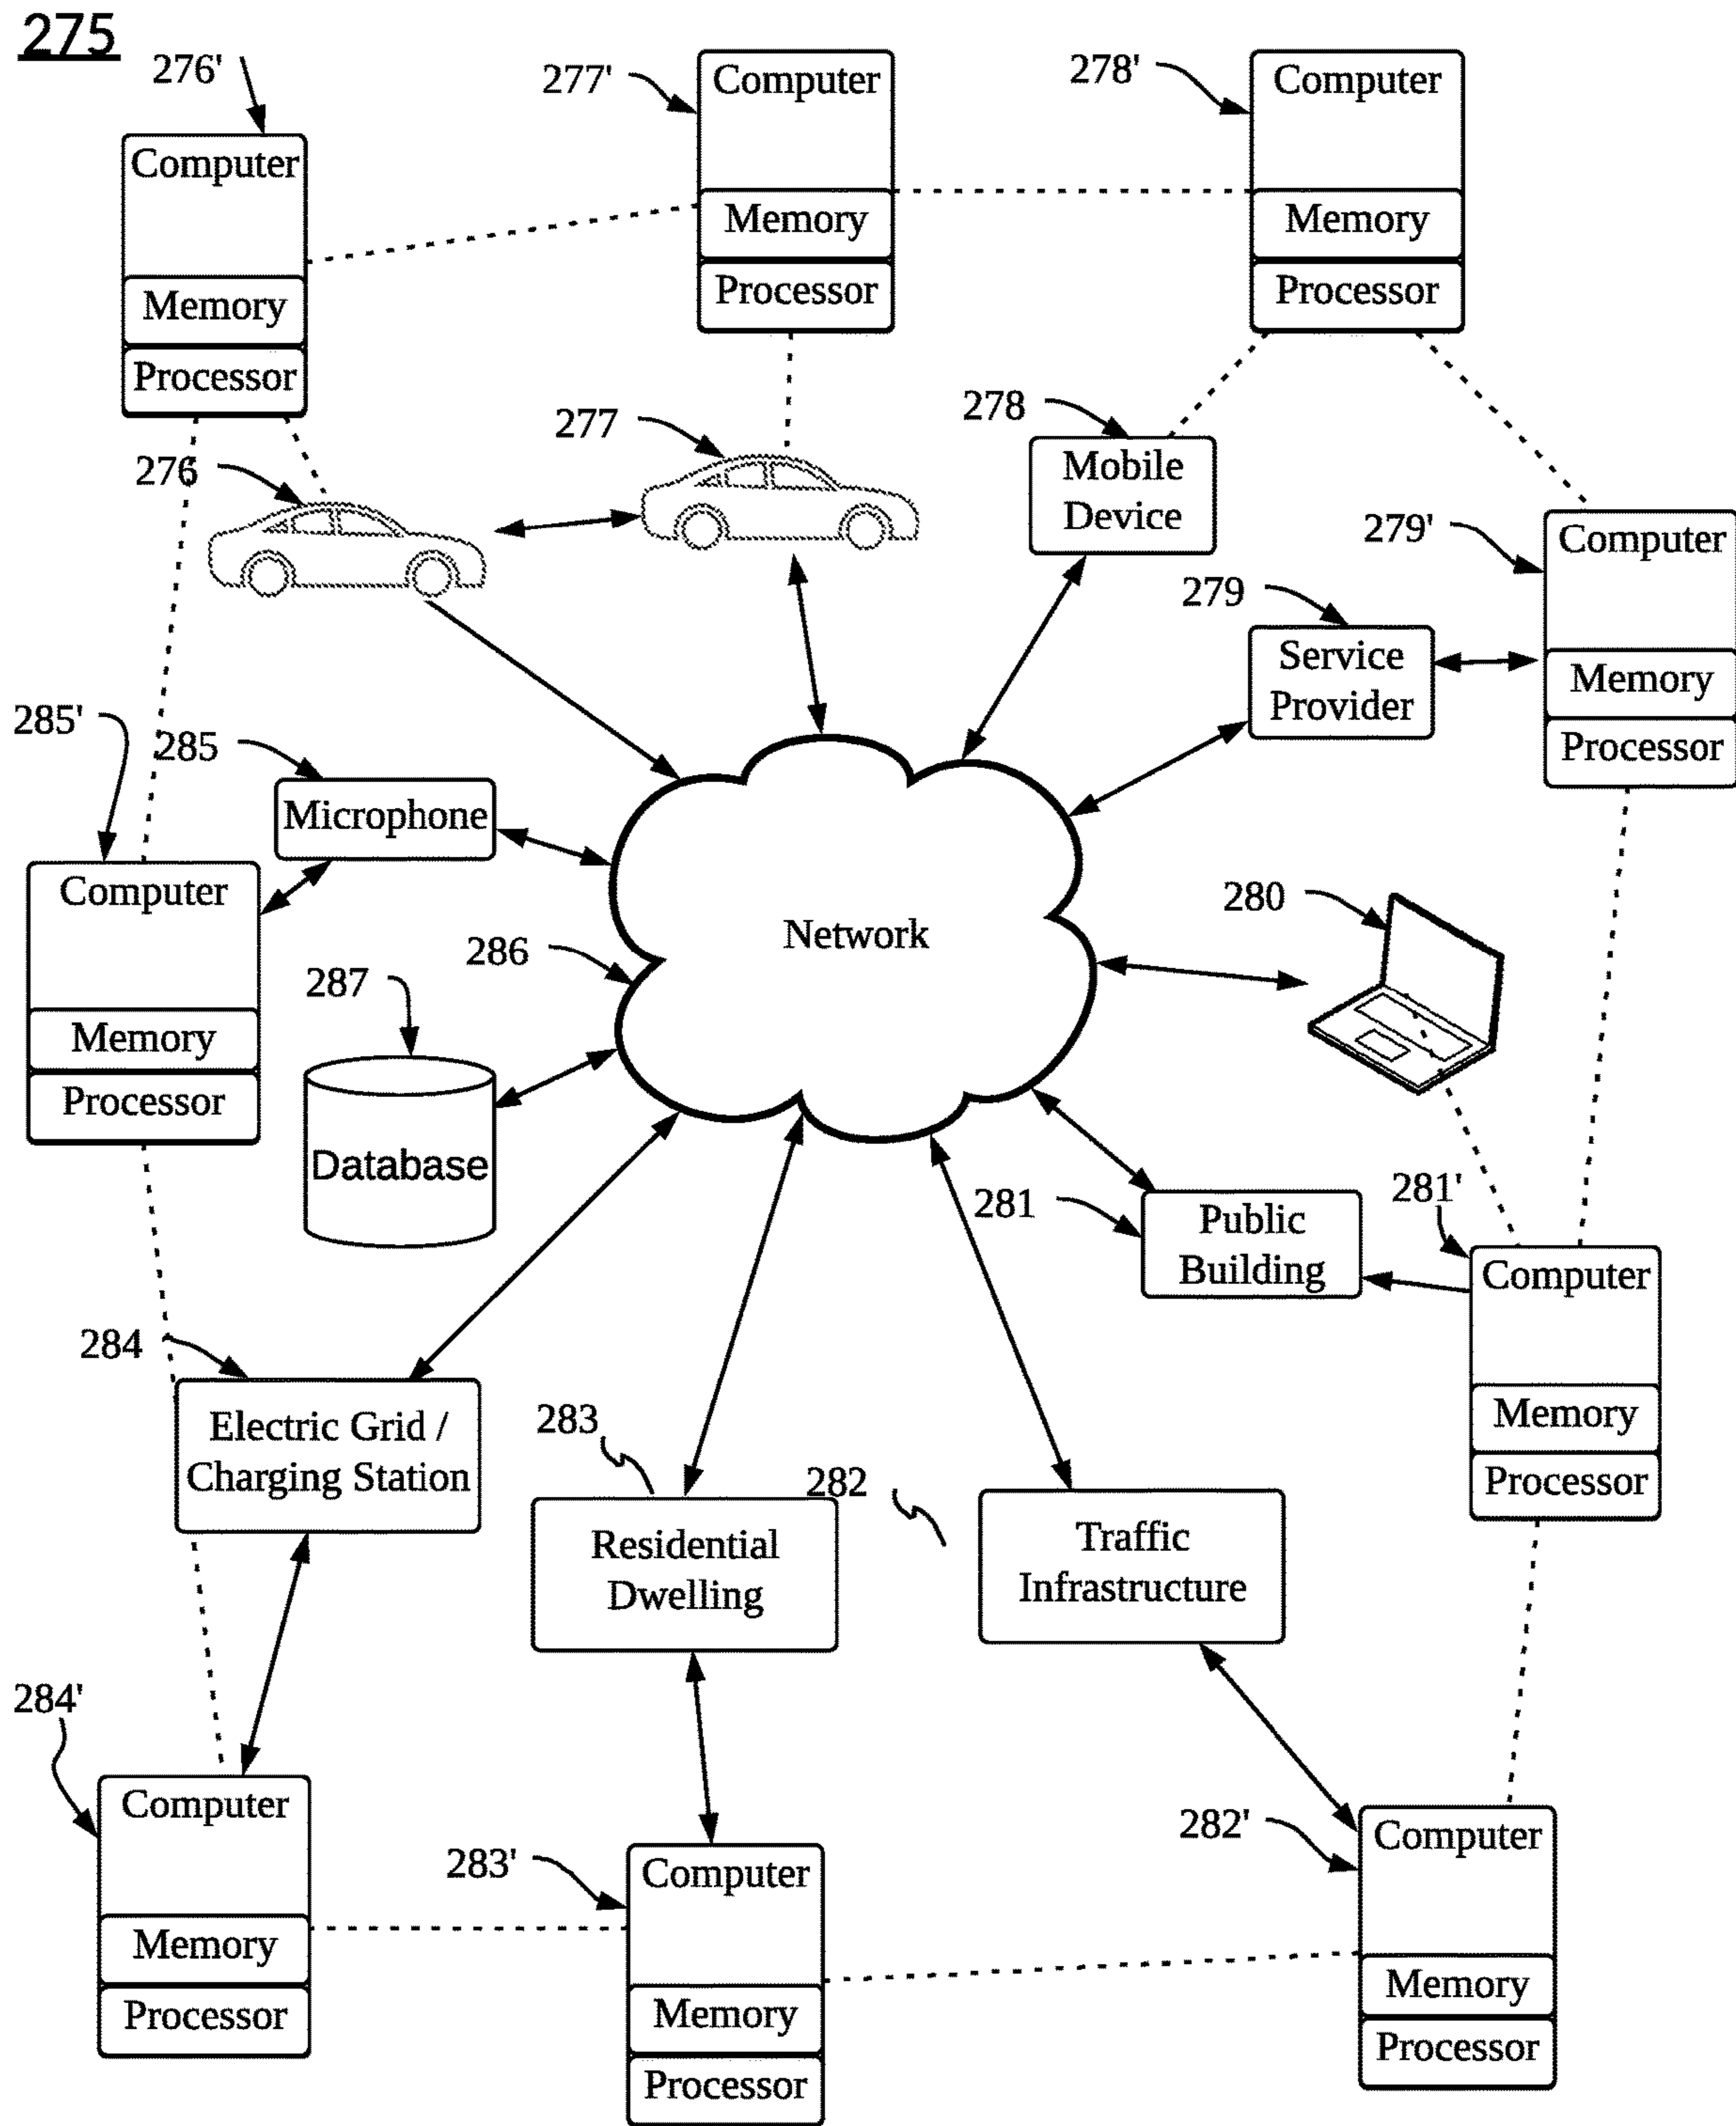 275
276'
277'
278'
Computer
Memory
Processor
Computer
Memory
Processor
Computer
Memory
Processor
276
277
278
Mobile
Device
279'
Computer
Memory
Processor
279
Service
Provider
285'
285
Microphone
Computer
Memory
Processor
286
Network
280
287
Database
281
Public
Building
281'
Computer
Memory
Processor
284
Electric Grid /
Charging Station
283
Residential
Dwelling
282
Traffic
Infrastructure
284'
Computer
Memory
Processor
283'
Computer
Memory
Processor
282'
Computer
Memory
Processor